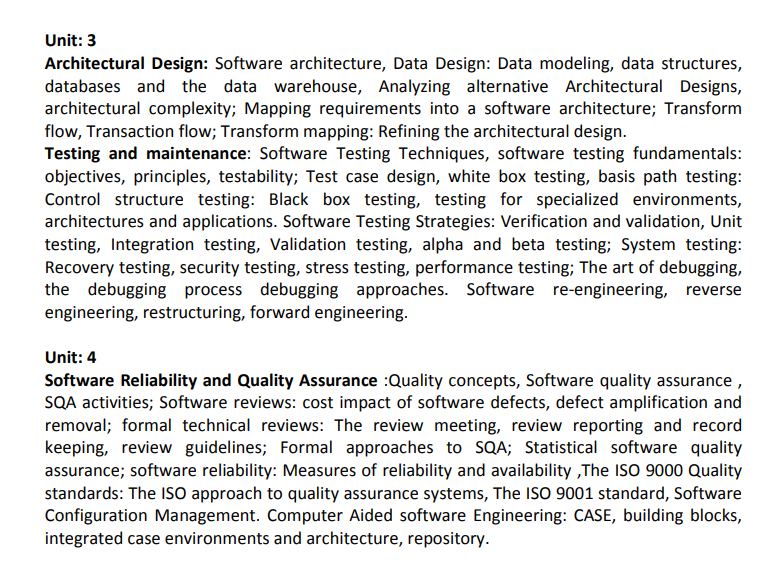 Unit: 3
Architectural Design: Software architecture, Data Design: Data modeling, data structures,
databases and the data warehouse, Analyzing alternative Architectural Designs,
architectural complexity; Mapping requirements into a software architecture; Transform
flow, Transaction flow; Transform mapping: Refining the architectural design.
Testing and maintenance: Software Testing Techniques, software testing fundamentals:
objectives, principles, testability; Test case design, white box testing, basis path testing:
Control structure testing: Black box testing, testing for specialized environments,
architectures and applications. Software Testing Strategies: Verification and validation, Unit
testing, Integration testing, Validation testing, alpha and beta testing; System testing:
Recovery testing, security testing, stress testing, performance testing; The art of debugging,
the debugging process debugging approaches. Software re-engineering, reverse
engineering, restructuring, forward engineering.
Unit: 4
Software Reliability and Quality Assurance :Quality concepts, Software quality assurance ,
SQA activities; Software reviews: cost impact of software defects, defect amplification and
removal; formal technical reviews: The review meeting, review reporting and record
keeping, review guidelines; Formal approaches to SQA; Statistical software quality
assurance; software reliability: Measures of reliability and availability ,The ISO 9000 Quality
standards: The ISO approach to quality assurance systems, The ISO 9001 standard, Software
Configuration Management. Computer Aided software Engineering: CASE, building blocks,
integrated case environments and architecture, repository.